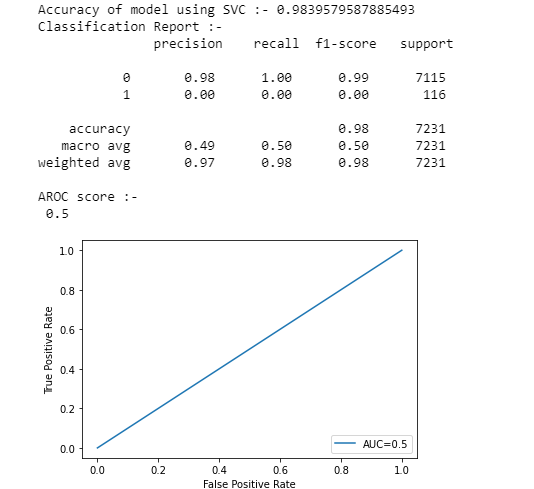 Accuracy of model using SVC :- 0.9839579587885493
Classification Report :-
precision recall f1-score support
0 0.98 1.00 0.99 7115
1 0.00 0.00 0.00 116
accuracy 0.98 7231
macro avg 0.49 0.50 0.50 7231
weighted avg 0.97 0.98 0.98 7231
AROC score :-
0.5
1.0
0.8
0.6
0.4
0.2
0.0
True Positive Rate
AUC=0.5
0.0 0.2 0.4 0.6 0.8 1.0
False Positive Rate